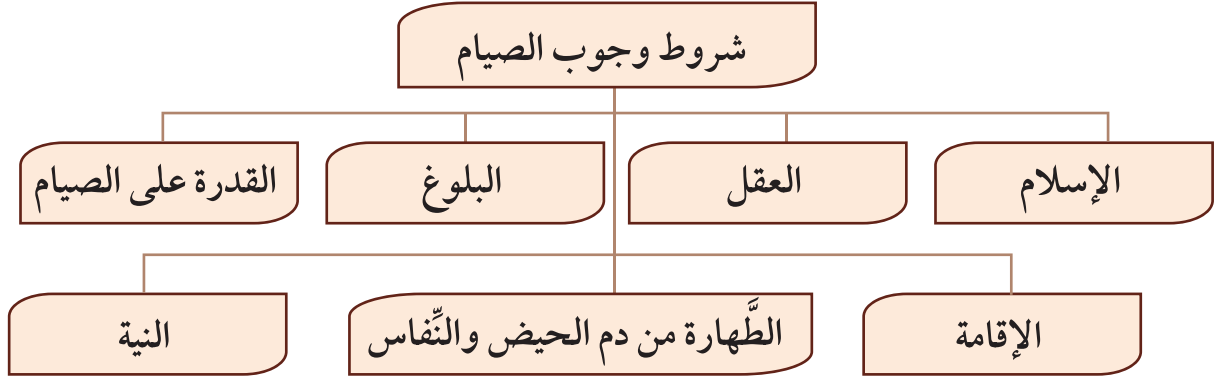 شروط وجوب الصيام
الإسلام
العقل
البلوغ
القدرة على الصيام
الإقامة
الطَّهارة من دم الحيض والنِّفاس
النية